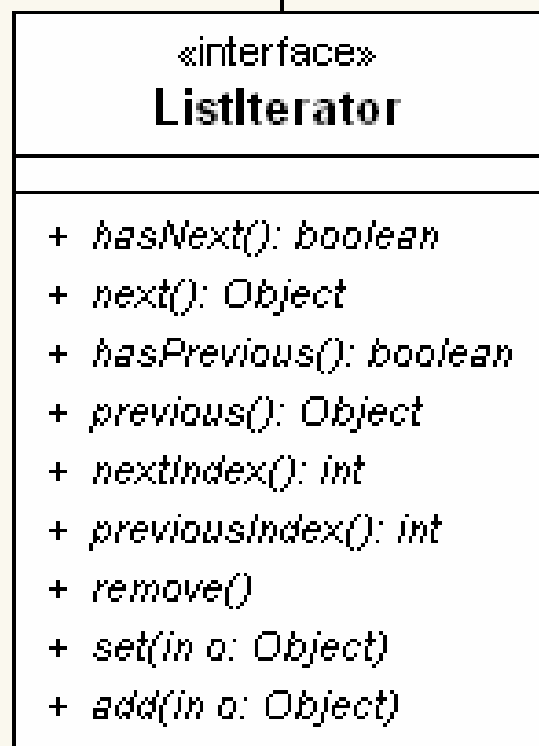 «interface»
ListIterator
+ hasNext(): boolean
+ next(): Object
+ hasPrevious(): boolean
+ previous(): Object
+ nextIndex(): int
+ previousIndex(): int
+ remove()
+ set(in o: Object)
+ add(in o: Object)